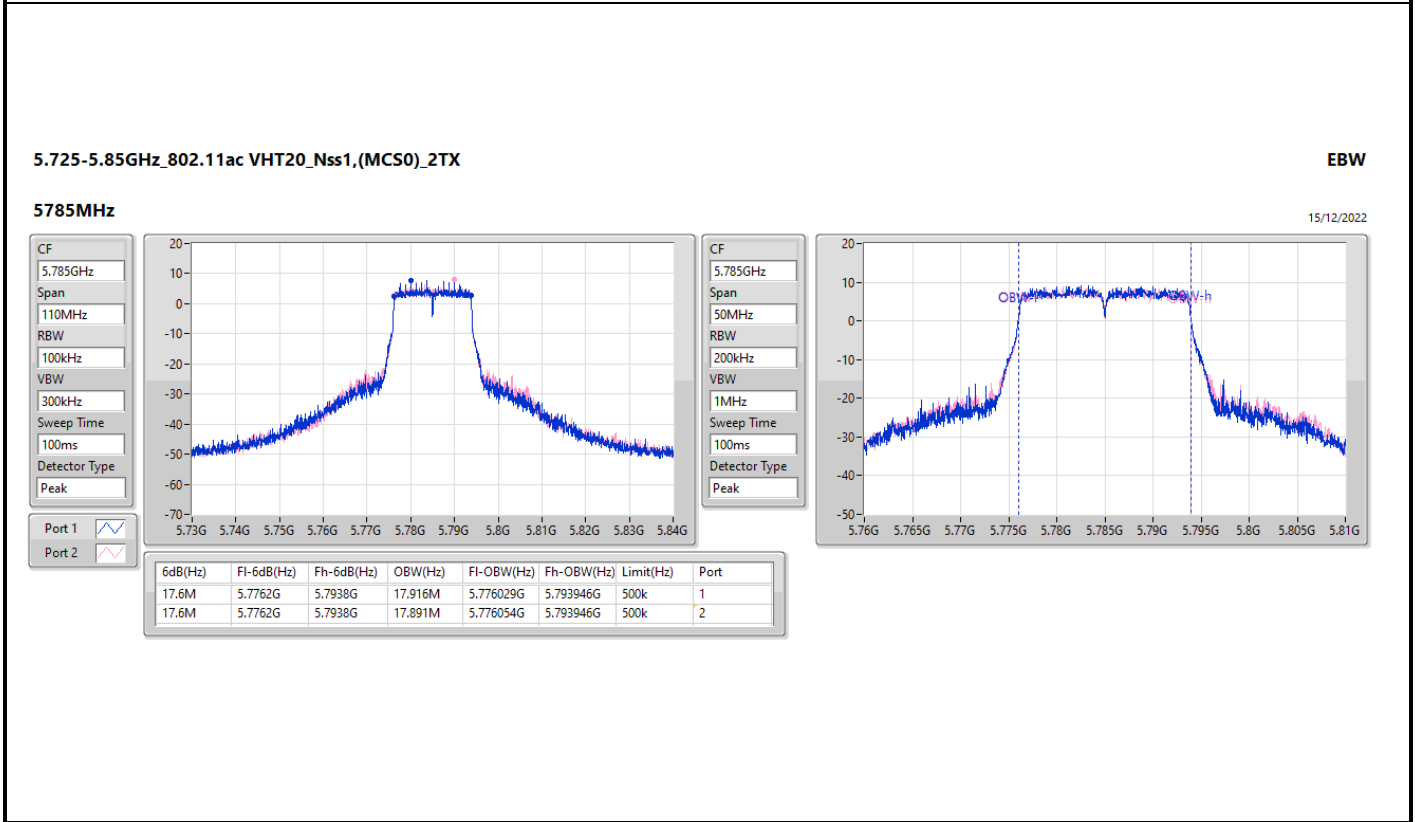 5.725-5.85GHz_802.11ac VHT20_Nss1,(MCS0)_2TX
EBW
5785MHz
15/12/2022
CF
5.785GHz
Span
110MHz
RBW
100kHz
VBW
300kHz
Sweep Time
100ms
Detector Type
Peak
Port 1
Port 2
20
10
0
-10
-20
-30
-40
-50
-60
-70
5.73G 5.74G 5.75G 5.76G 5.77G 5.78G 5.79G 5.8G 5.81G 5.82G 5.83G 5.84G
CF
5.785GHz
Span
50MHz
RBW
200kHz
VBW
1MHz
Sweep Time
100ms
Detector Type
Peak
20
10
0
-10
-20
-30
-40
-50
OBW-h
5.76G 5.765G 5.77G 5.775G 5.78G 5.785G 5.79G 5.795G 5.8G 5.805G 5.81G
6dB(Hz) Fl-6dB(Hz) Fh-6dB(Hz) OBW(Hz) Fl-OBW(Hz) Fh-OBW(Hz) Limit(Hz) Port
17.6M 5.7762G 5.7938G 17.916M 5.776029G 5.793946G 500k 1
17.6M 5.7762G 5.7938G 17.891M 5.776054G 5.793946G 500k 2